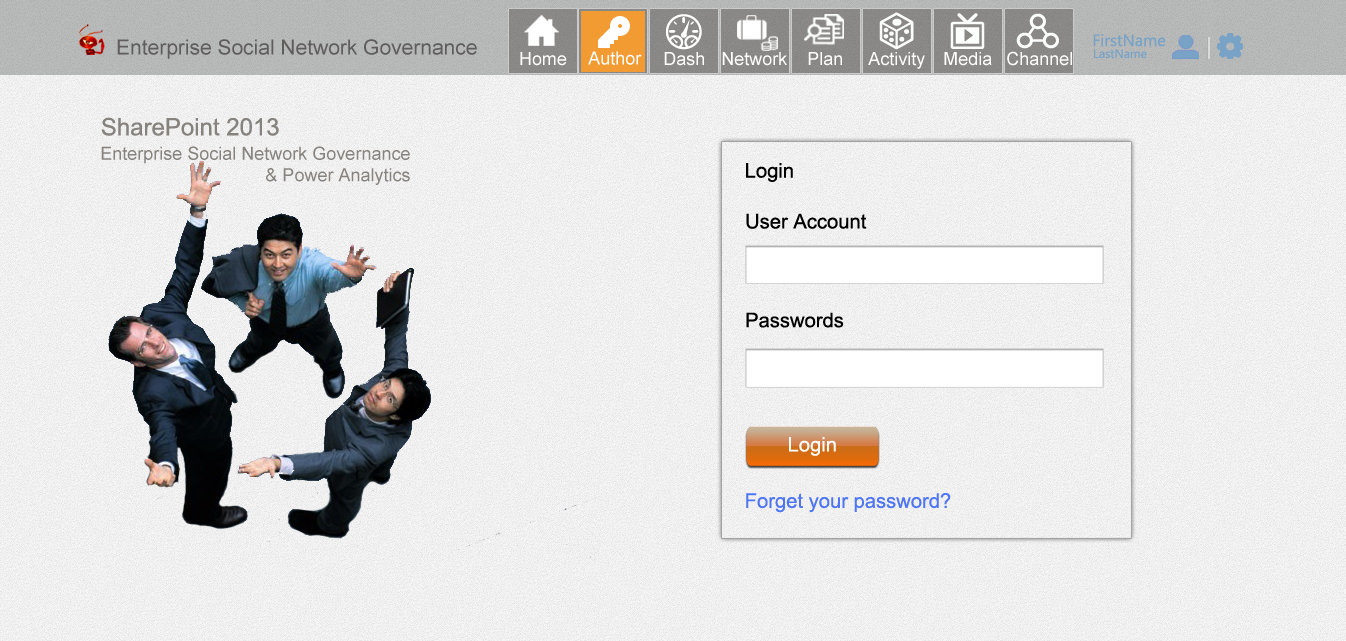 Enterprise Social Network Governance
Home
Author
Dash
Network
Plan
Activity
Media
Channel
FirstName
LastName
SharePoint 2013
Enterprise Social Network Governance
& Power Analytics
Login
User Account
Passwords
Login
Forget your password?